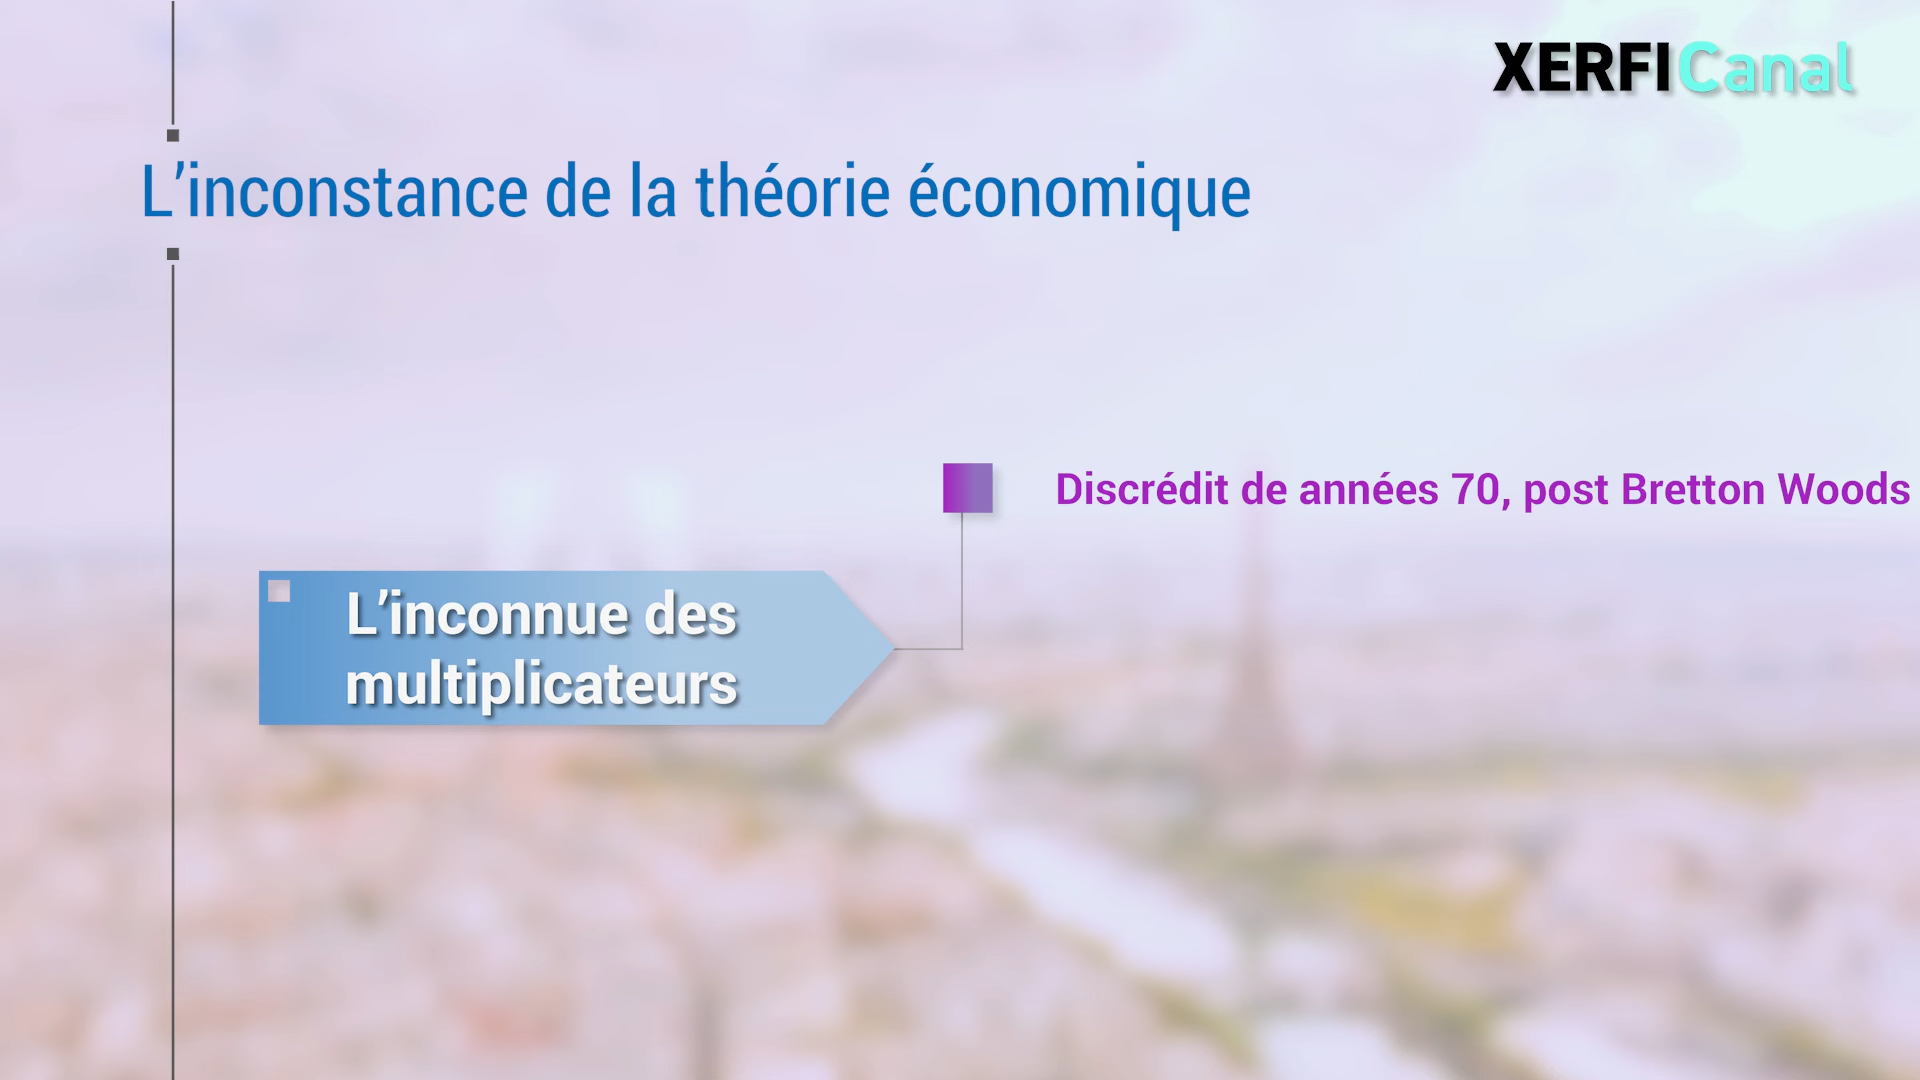 XERFI Canal
L’inconstance de la théorie économique
Discrédit de années 70, post Bretton Woods
L’inconnue des
multiplicateurs